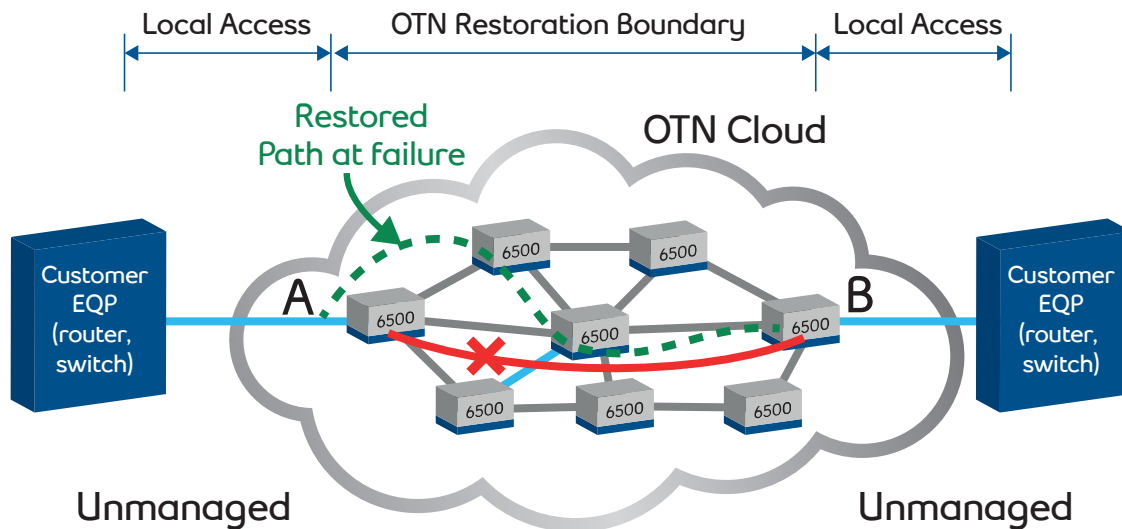 Local Access
OTN Restoration Boundary
Local Access
Restored
Path at failure
OTN Cloud
6500
6500
Customer
EQP
(router,
switch)
A
6500
6500
6500
B
Customer
EQP
(router,
switch)
6500
6500
6500
Unmanaged
Unmanaged